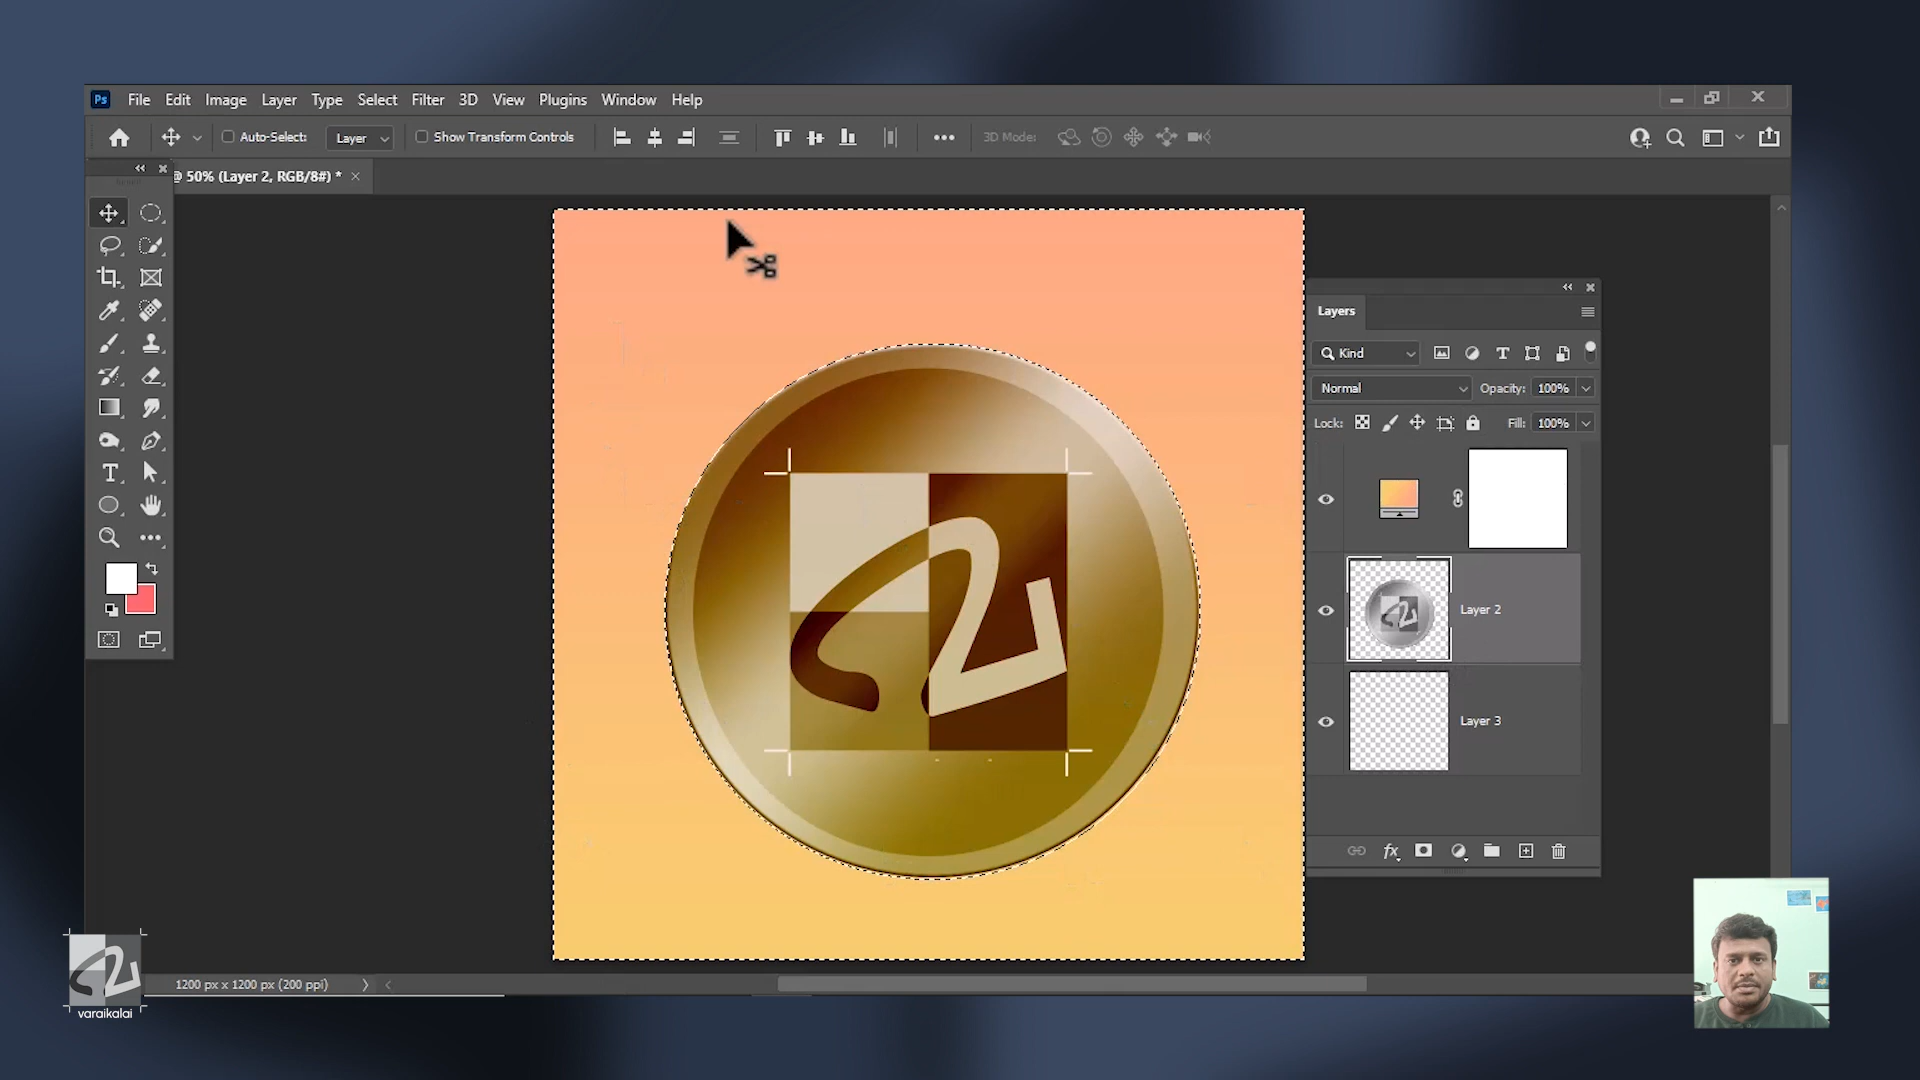 Ps File Edit Image Layer Type Select Filter 3D View Plugins Window Help
Auto-Select: Layer Show Transform Controls 3D Mode:
@ 50% (Layer 2, RGB/8#) *
Layers
Kind
Normal Opacity: 100%
Lock: Fill: 100%
Layer 2
Layer 3
1200 px x 1200 px (200 ppi)
varaikalai